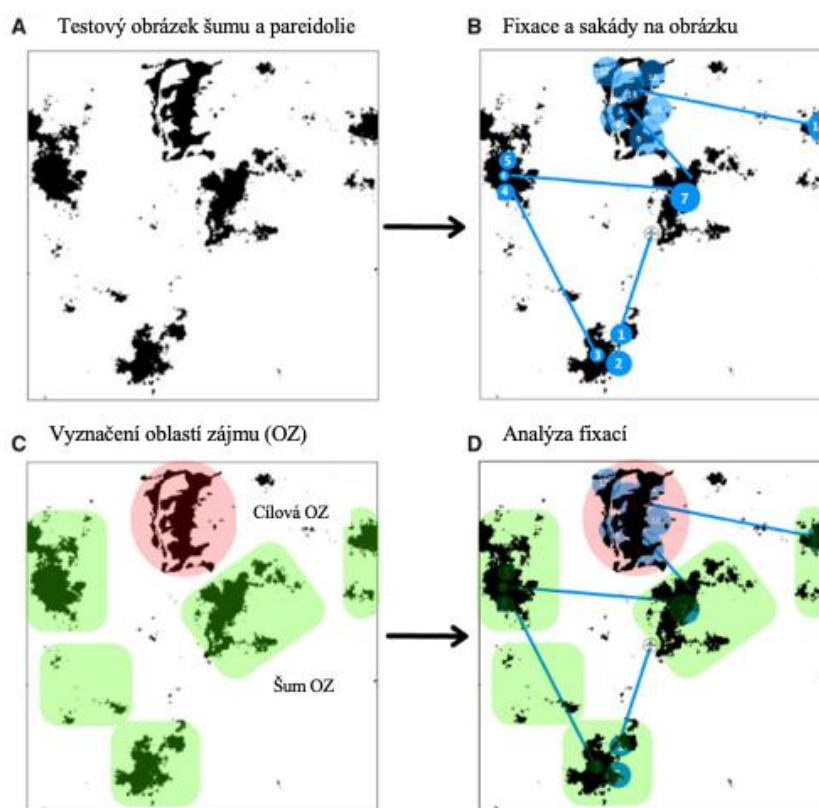 A Testový obrázek šumu a pareidolie
B Fixace a sakády na obrázku
5
4
7
1
3
2
C Vyznačení oblastí zájmu (OZ)
D Analýza fixací
Cílová OZ
Šum OZ